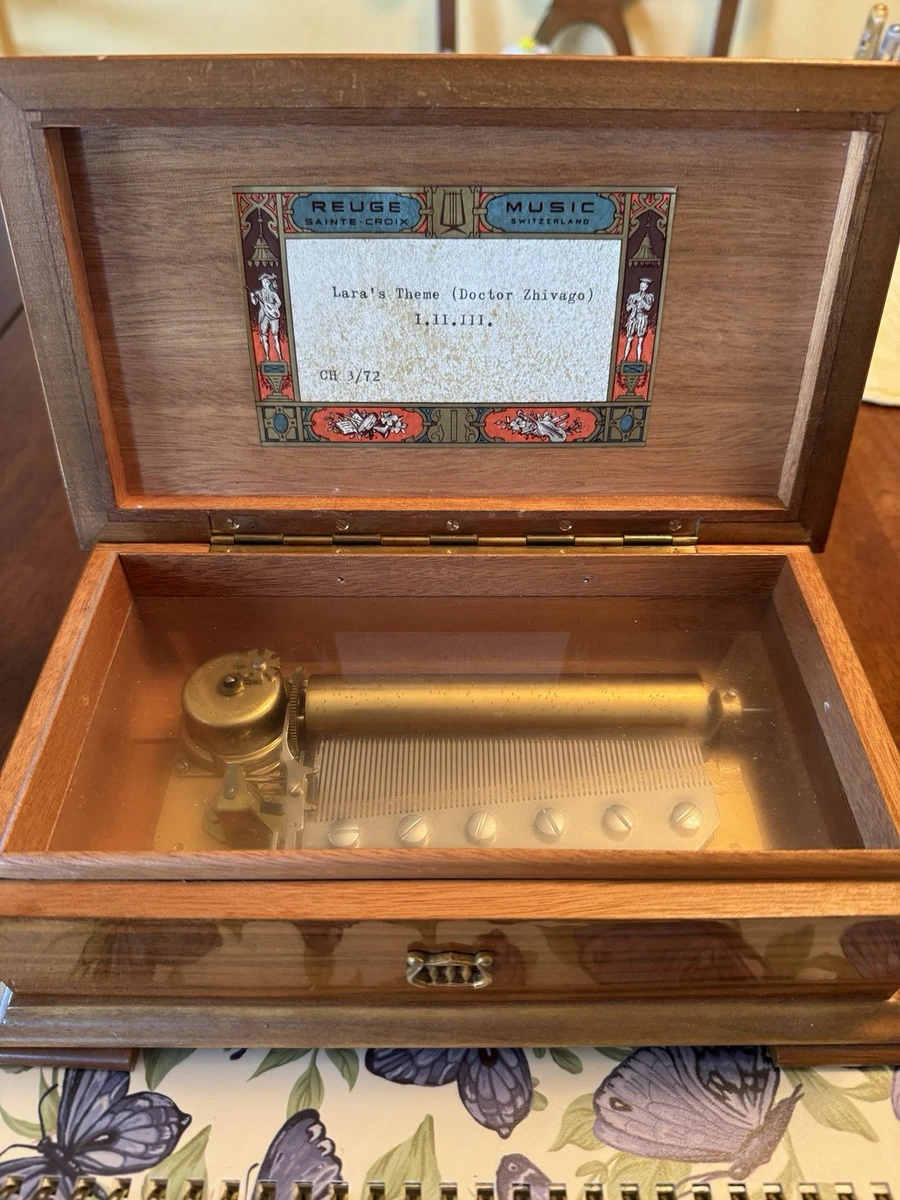 REUGE MUSIC
SAINTE-CROIX SWITZERLAND
Lara's Theme (Doctor Zhivago)
I.II.III.
CH 3/72